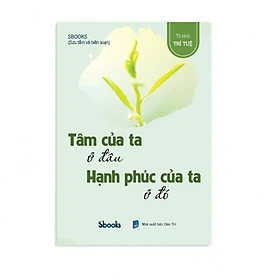 SBOOKS
(Sưu tầm và biên soạn)
Tủ sách
TRÍ TUỆ
Tâm của ta
ở đâu
Hạnh phúc của ta
ở đó
Sbooks
Nhà xuất bản Dân Trí